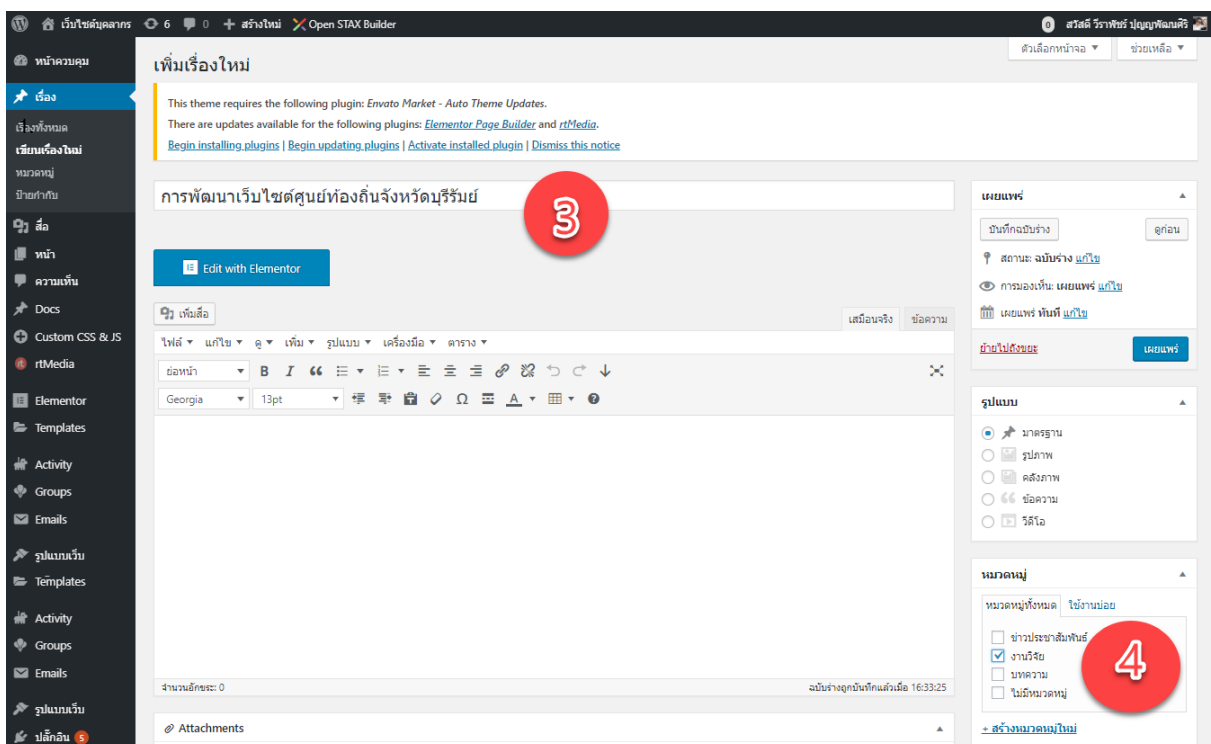 เว็บไซต์บุคลากร 6 0 + สร้างใหม่ Open STAX Builder 0 สวัสดี วีราพัชร์ ปุญญพัฒนศิริ
ตัวเลือกหน้าจอ ▼ ช่วยเหลือ ▼
หน้าควบคุม
เรื่อง
เรื่องทั้งหมด
เขียนเรื่องใหม่
หมวดหมู่
ป้ายกำกับ
สื่อ
หน้า
ความเห็น
Docs
Custom CSS & JS
rtMedia
Elementor
Templates
Activity
Groups
Emails
รูปแบบเว็บ
Templates
Activity
Groups
Emails
รูปแบบเว็บ
ปลั๊กอิน 5
เพิ่มเรื่องใหม่
This theme requires the following plugin: Envato Market - Auto Theme Updates.
There are updates available for the following plugins: Elementor Page Builder and rtMedia.
Begin installing plugins | Begin updating plugins | Activate installed plugin | Dismiss this notice
การพัฒนาเว็บไซต์ศูนย์ท้องถิ่นจังหวัดบุรีรัมย์
3
Edit with Elementor
เพิ่มสื่อ
เสมือนจริง ข้อความ
ไฟล์ ▼ แก้ไข ▼ ดู ▼ เพิ่ม ▼ รูปแบบ ▼ เครื่องมือ ▼ ตาราง ▼
ย่อหน้า ▼ B I
Georgia ▼ 13pt ▼ Ω A
จำนวนอักขระ: 0 ฉบับร่างถูกบันทึกแล้วเมื่อ 16:33:25
Attachments
เผยแพร่
บันทึกฉบับร่าง ดูก่อน
สถานะ: ฉบับร่าง แก้ไข
การมองเห็น: เผยแพร่ แก้ไข
เผยแพร่ ทันที แก้ไข
ย้ายไปถังขยะ เผยแพร่
รูปแบบ
มาตรฐาน
รูปภาพ
คลังภาพ
ข้อความ
วีดีโอ
หมวดหมู่
หมวดหมู่ทั้งหมด ใช้งานบ่อย
ข่าวประชาสัมพันธ์
งานวิจัย
บทความ
ไม่มีหมวดหมู่
4
+ สร้างหมวดหมู่ใหม่